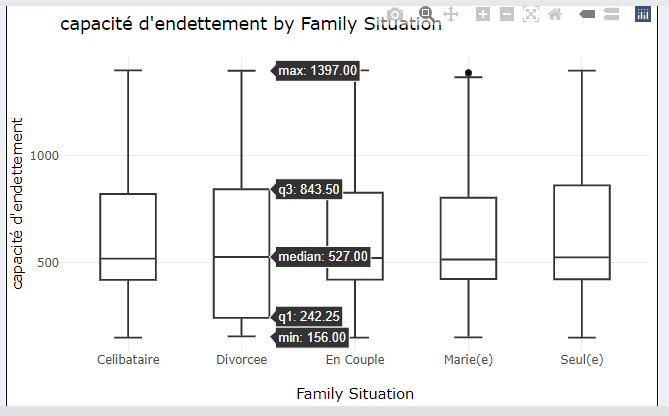 capacité d'endettement by Family Situation
max: 1397.00
1000
q3: 843.50
capacité d'endettement
500
median: 527.00
q1: 242.25
min: 156.00
Celibataire Divorcee En Couple Marie(e) Seul(e)
Family Situation